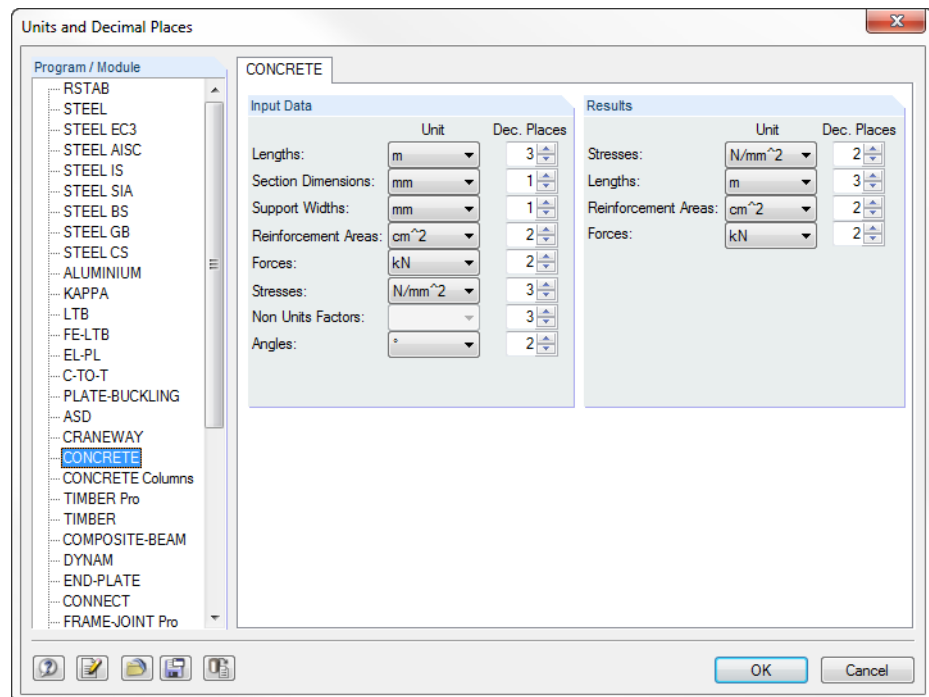 Units and Decimal Places
Program / Module
RSTAB
STEEL
STEEL EC3
STEEL AISC
STEEL IS
STEEL SIA
STEEL BS
STEEL GB
STEEL CS
ALUMINIUM
KAPPA
LTB
FE-LTB
EL-PL
C-TO-T
PLATE-BUCKLING
ASD
CRANEWAY
CONCRETE
CONCRETE Columns
TIMBER Pro
TIMBER
COMPOSITE-BEAM
DYNAM
END-PLATE
CONNECT
FRAME-JOINT Pro
CONCRETE
Input Data
Unit Dec. Places
Lengths: m 3
Section Dimensions: mm 1
Support Widths: mm 1
Reinforcement Areas: cm^2 2
Forces: kN 2
Stresses: N/mm^2 3
Non Units Factors: 3
Angles: ° 2
Results
Unit Dec. Places
Stresses: N/mm^2 2
Lengths: m 3
Reinforcement Areas: cm^2 2
Forces: kN 2
OK Cancel